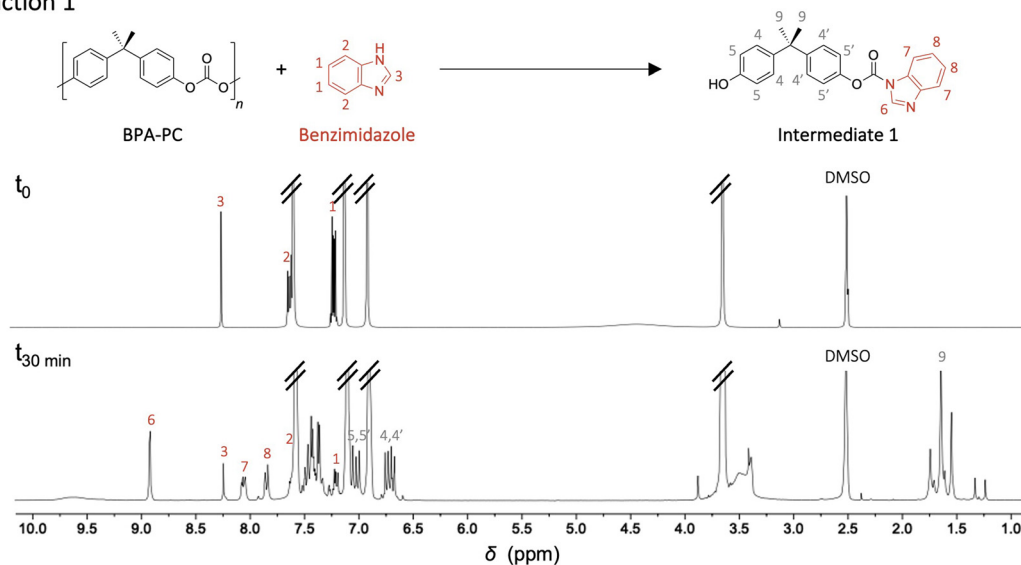 ction 1
9 9
4 4'
5 5'
HO
5 4 4' 5'
O
O
N
N
7 8
8
7
6
O
O O
n
+
2
1
1
2
H
N
3
N
BPA-PC
Benzimidazole
Intermediate 1
t0
3
2
1
DMSO
t30 min
6
3
7
8
2
1
5,5'
4,4'
DMSO
9
10.0 9.5 9.0 8.5 8.0 7.5 7.0 6.5 6.0 5.5 5.0 4.5 4.0 3.5 3.0 2.5 2.0 1.5 1.0
δ (ppm)